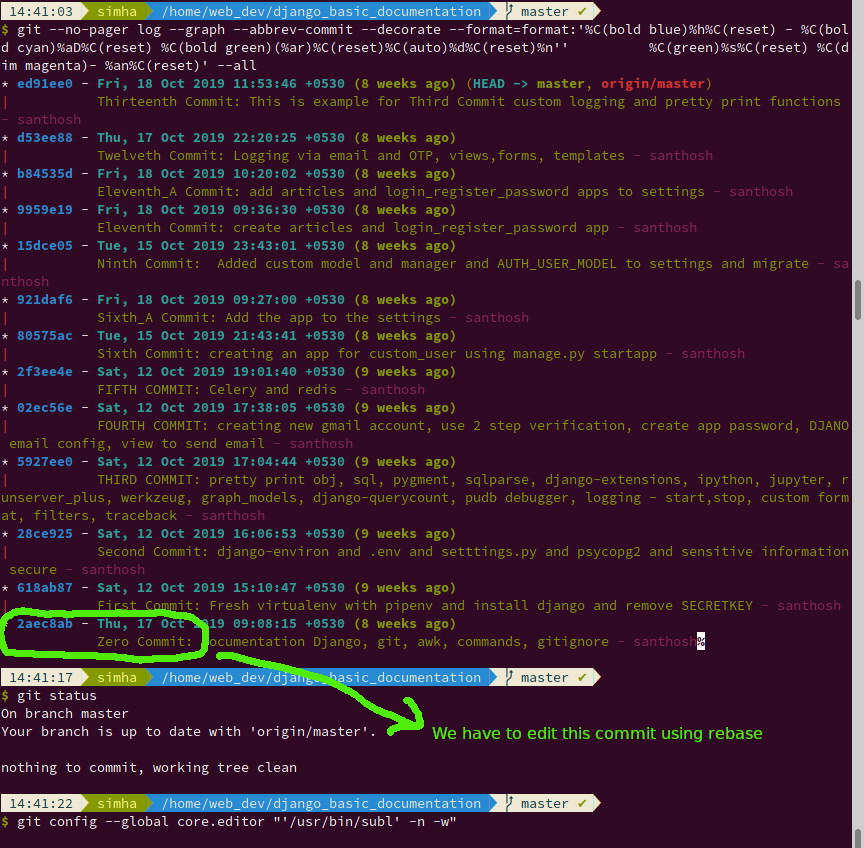 14:41:03 simha /home/web_dev/django_basic_documentation master ✔
$ git --no-pager log --graph --abbrev-commit --decorate --format=format:'%C(bold blue)%h%C(reset) - %C(bol
d cyan)%aD%C(reset) %C(bold green)(%ar)%C(reset)%C(auto)%d%C(reset)%n'' %C(green)%s%C(reset) %C(d
im magenta)- %an%C(reset)' --all
* ed91ee0 - Fri, 18 Oct 2019 11:53:46 +0530 (8 weeks ago) (HEAD -> master, origin/master)
| Thirteenth Commit: This is example for Third Commit custom logging and pretty print functions
- santhosh
* d53ee88 - Thu, 17 Oct 2019 22:20:25 +0530 (8 weeks ago)
| Twelveth Commit: Logging via email and OTP, views,forms, templates - santhosh
* b84535d - Fri, 18 Oct 2019 10:20:02 +0530 (8 weeks ago)
| Eleventh_A Commit: add articles and login_register_password apps to settings - santhosh
* 9959e19 - Fri, 18 Oct 2019 09:36:30 +0530 (8 weeks ago)
| Eleventh Commit: create articles and login_register_password app - santhosh
* 15dce05 - Tue, 15 Oct 2019 23:43:01 +0530 (8 weeks ago)
| Ninth Commit:  Added custom model and manager and AUTH_USER_MODEL to settings and migrate - sa
nthosh
* 921daf6 - Fri, 18 Oct 2019 09:27:00 +0530 (8 weeks ago)
| Sixth_A Commit: Add the app to the settings - santhosh
* 80575ac - Tue, 15 Oct 2019 21:43:41 +0530 (8 weeks ago)
| Sixth Commit: creating an app for custom_user using manage.py startapp - santhosh
* 2f3ee4e - Sat, 12 Oct 2019 19:01:40 +0530 (9 weeks ago)
| FIFTH COMMIT: Celery and redis - santhosh
* 02ec56e - Sat, 12 Oct 2019 17:38:05 +0530 (9 weeks ago)
| FOURTH COMMIT: creating new gmail account, use 2 step verification, create app password, DJANO
email config, view to send email - santhosh
* 5927ee0 - Sat, 12 Oct 2019 17:04:44 +0530 (9 weeks ago)
| THIRD COMMIT: pretty print obj, sql, pygment, sqlparse, django-extensions, ipython, jupyter, r
unserver_plus, werkzeug, graph_models, django-querycount, pudb debugger, logging - start,stop, custom form
at, filters, traceback - santhosh
* 28ce925 - Sat, 12 Oct 2019 16:06:53 +0530 (9 weeks ago)
| Second Commit: django-environ and .env and setttings.py and psycopg2 and sensitive information
secure - santhosh
* 618ab87 - Sat, 12 Oct 2019 15:10:47 +0530 (9 weeks ago)
| First Commit: Fresh virtualenv with pipenv and install django and remove SECRETKEY - santhosh
2aec8ab - Thu, 17 Oct 2019 09:08:15 +0530 (8 weeks ago)
Zero Commit: Documentation Django, git, awk, commands, gitignore - santhosh%
14:41:17 simha /home/web_dev/django_basic_documentation master ✔
$ git status
On branch master
Your branch is up to date with 'origin/master'.
We have to edit this commit using rebase
nothing to commit, working tree clean
14:41:22 simha /home/web_dev/django_basic_documentation master ✔
$ git config --global core.editor "'/usr/bin/subl' -n -w"